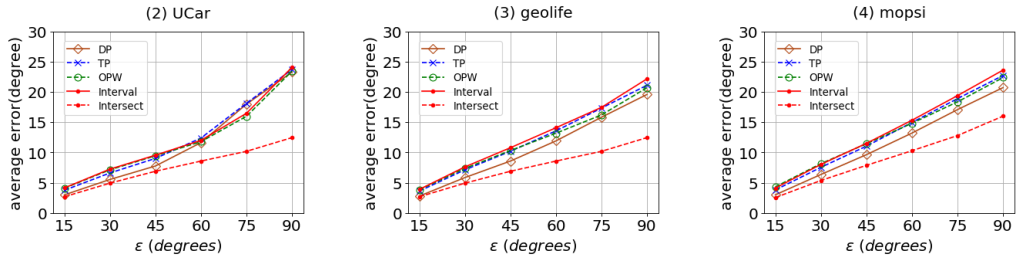 (2) UCar
average error(degree)
30
25
20
15
10
5
0
DP
TP
OPW
Interval
Intersect
15 30 45 60 75 90
ε (degrees)
(3) geolife
average error(degree)
30
25
20
15
10
5
0
DP
TP
OPW
Interval
Intersect
15 30 45 60 75 90
ε (degrees)
(4) mopsi
average error(degree)
30
25
20
15
10
5
0
DP
TP
OPW
Interval
Intersect
15 30 45 60 75 90
ε (degrees)